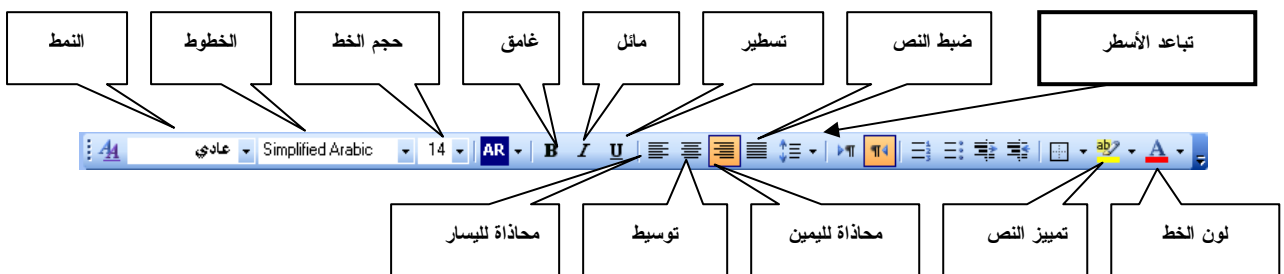 تباعد الأسطر
ضبط النص
تسطير
مائل
غامق
حجم الخط
الخطوط
النمط
عادي
Simplified Arabic
14
AR
B I U
ab
A
لون الخط
تمييز النص
محاذاة لليمين
توسيط
محاذاة لليسار